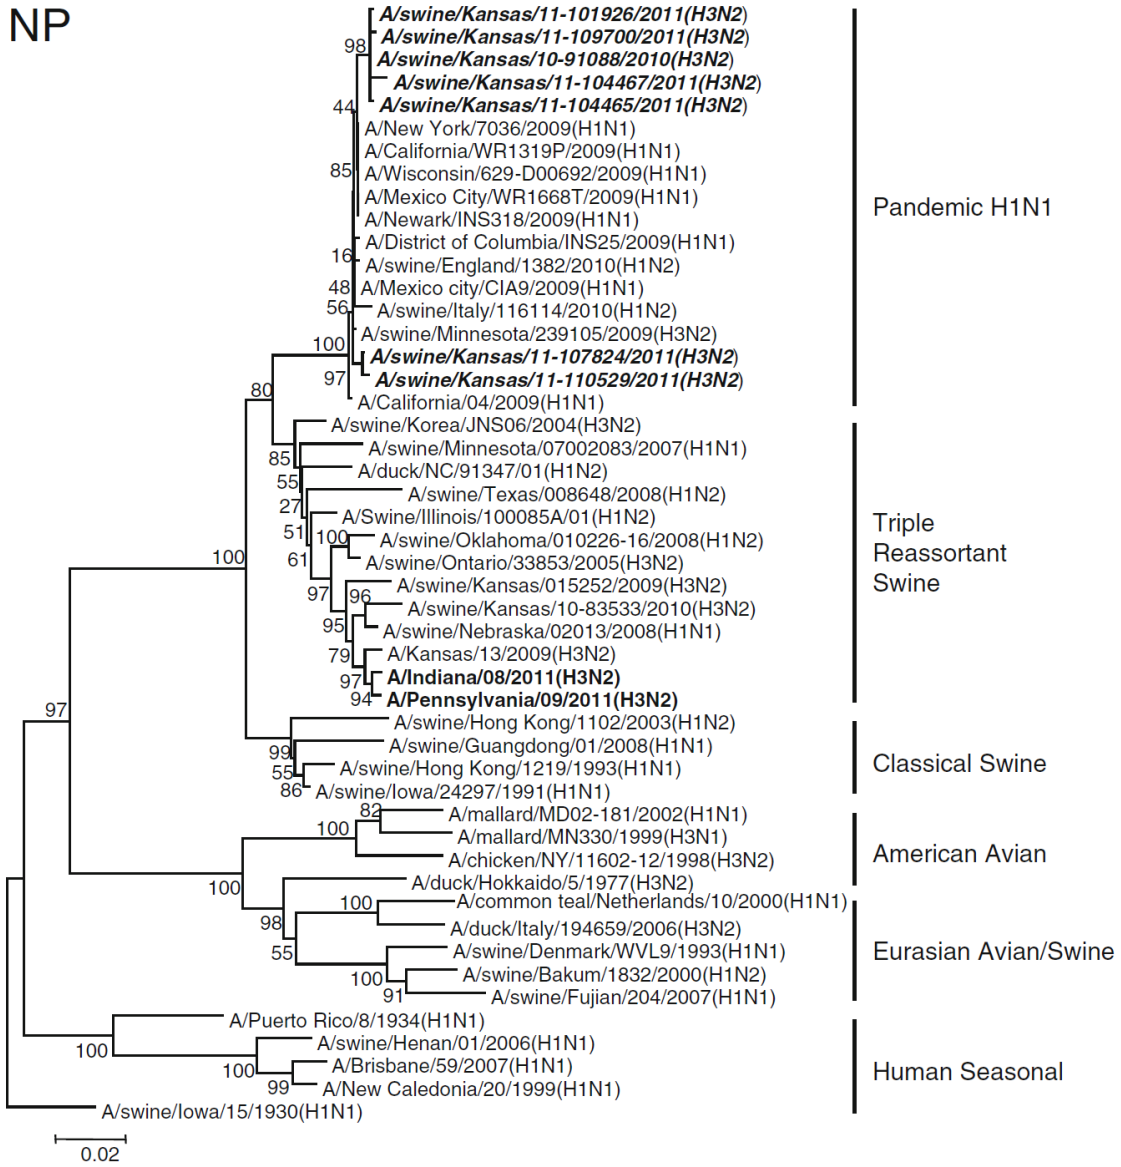 NP
A/swine/Kansas/11-101926/2011(H3N2)
A/swine/Kansas/11-109700/2011(H3N2
98
A/swine/Kansas/10-91088/2010(H3N2)
A/swine/Kansas/11-104467/2011(H3N2)
44
A/swine/Kansas/11-104465/2011(H3N2)
A/New York/7036/2009(H1N1)
A/California/WR1319P/2009(H1N1)
85
A/Wisconsin/629-D00692/2009(H1N1)
A/Mexico City/WR1668T/2009(H1N1)
Pandemic H1N1
A/Newark/INS318/2009(H1N1)
A/District of Columbia/INS25/2009(H1N1)
16
A/swine/England/1382/2010(H1N2)
48
A/Mexico city/CIA9/2009(H1N1)
56
A/swine/Italy/116114/2010(H1N2)
A/swine/Minnesota/239105/2009(H3N2)
100
A/swine/Kansas/11-107824/2011(H3N2)
97
A/swine/Kansas/11-110529/2011(H3N2)
80
A/California/04/2009(H1N1)
A/swine/Korea/JNS06/2004(H3N2)
A/swine/Minnesota/07002083/2007(H1N1)
85
A/duck/NC/91347/01(H1N2)
55
A/swine/Texas/008648/2008(H1N2)
27
A/Swine/Illinois/100085A/01(H1N2)
Triple
Reassortant
Swine
51
100
A/swine/Oklahoma/010226-16/2008(H1N2)
61
A/swine/Ontario/33853/2005(H3N2)
100
A/swine/Kansas/015252/2009(H3N2)
97
96
A/swine/Kansas/10-83533/2010(H3N2)
95
A/swine/Nebraska/02013/2008(H1N1)
79
A/Kansas/13/2009(H3N2)
97
A/Indiana/08/2011(H3N2)
94
A/Pennsylvania/09/2011(H3N2)
97
A/swine/Hong Kong/1102/2003(H1N2)
99
A/swine/Guangdong/01/2008(H1N1)
55
A/swine/Hong Kong/1219/1993(H1N1)
Classical Swine
86
A/swine/Iowa/24297/1991(H1N1)
82
A/mallard/MD02-181/2002(H1N1)
100
A/mallard/MN330/1999(H3N1)
A/chicken/NY/11602-12/1998(H3N2)
American Avian
100
A/duck/Hokkaido/5/1977(H3N2)
100
A/common teal/Netherlands/10/2000(H1N1)
98
A/duck/Italy/194659/2006(H3N2)
55
A/swine/Denmark/WVL9/1993(H1N1)
Eurasian Avian/Swine
100
A/swine/Bakum/1832/2000(H1N2)
91
A/swine/Fujian/204/2007(H1N1)
A/Puerto Rico/8/1934(H1N1)
100
A/swine/Henan/01/2006(H1N1)
100
A/Brisbane/59/2007(H1N1)
Human Seasonal
99
A/New Caledonia/20/1999(H1N1)
A/swine/Iowa/15/1930(H1N1)
0.02